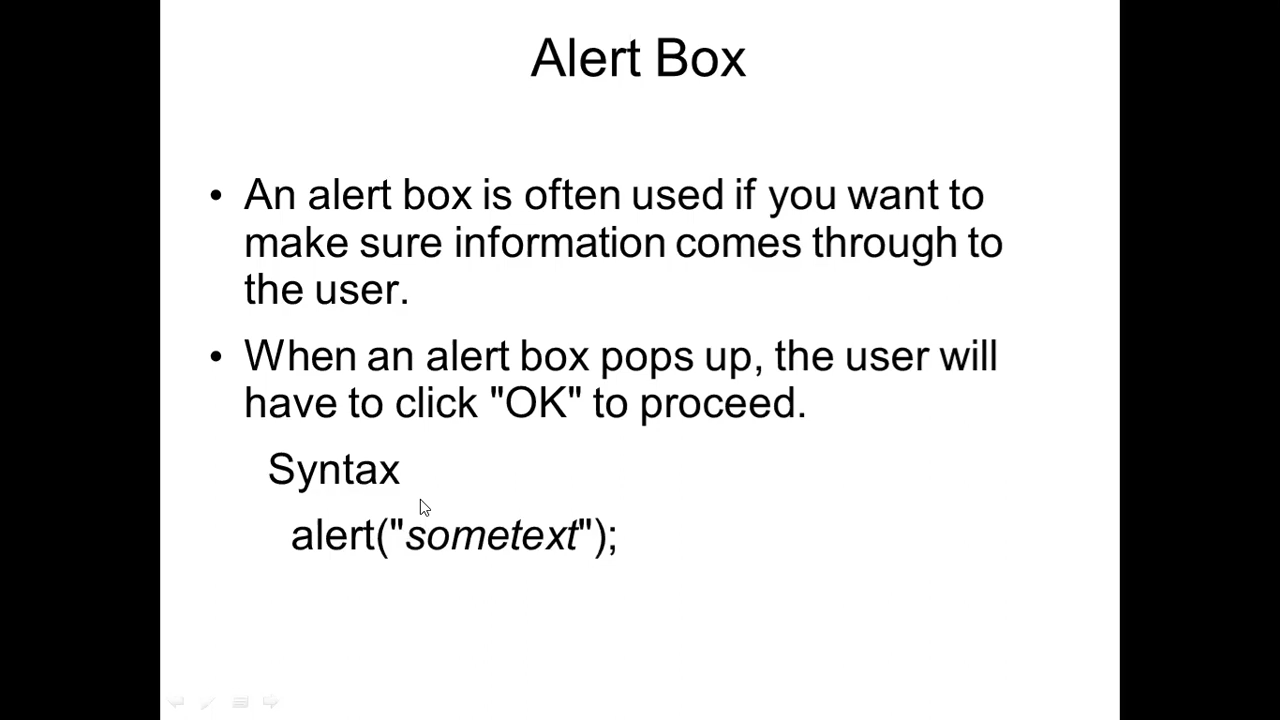 Alert Box
• An alert box is often used if you want to
make sure information comes through to
the user.
• When an alert box pops up, the user will
have to click "OK" to proceed.
Syntax
alert("sometext");